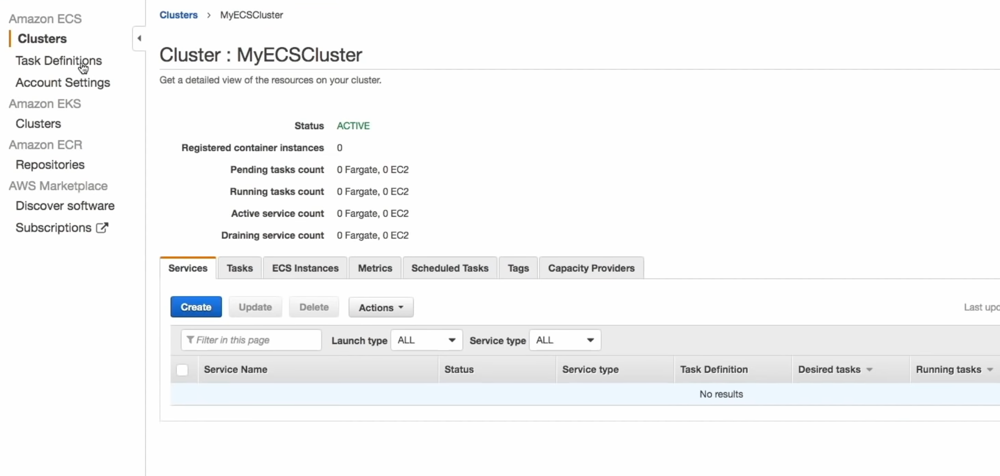 Amazon ECS
Clusters
Task Definitions
Account Settings
Amazon EKS
Clusters
Amazon ECR
Repositories
AWS Marketplace
Discover software
Subscriptions
Clusters > MyECSCluster
Cluster : MyECSCluster
Get a detailed view of the resources on your cluster.
Status ACTIVE
Registered container instances 0
Pending tasks count 0 Fargate, 0 EC2
Running tasks count 0 Fargate, 0 EC2
Active service count 0 Fargate, 0 EC2
Draining service count 0 Fargate, 0 EC2
Services Tasks ECS Instances Metrics Scheduled Tasks Tags Capacity Providers
Create Update Delete Actions Last upd
Filter in this page Launch type ALL Service type ALL
Service Name Status Service type Task Definition Desired tasks Running tasks
No results